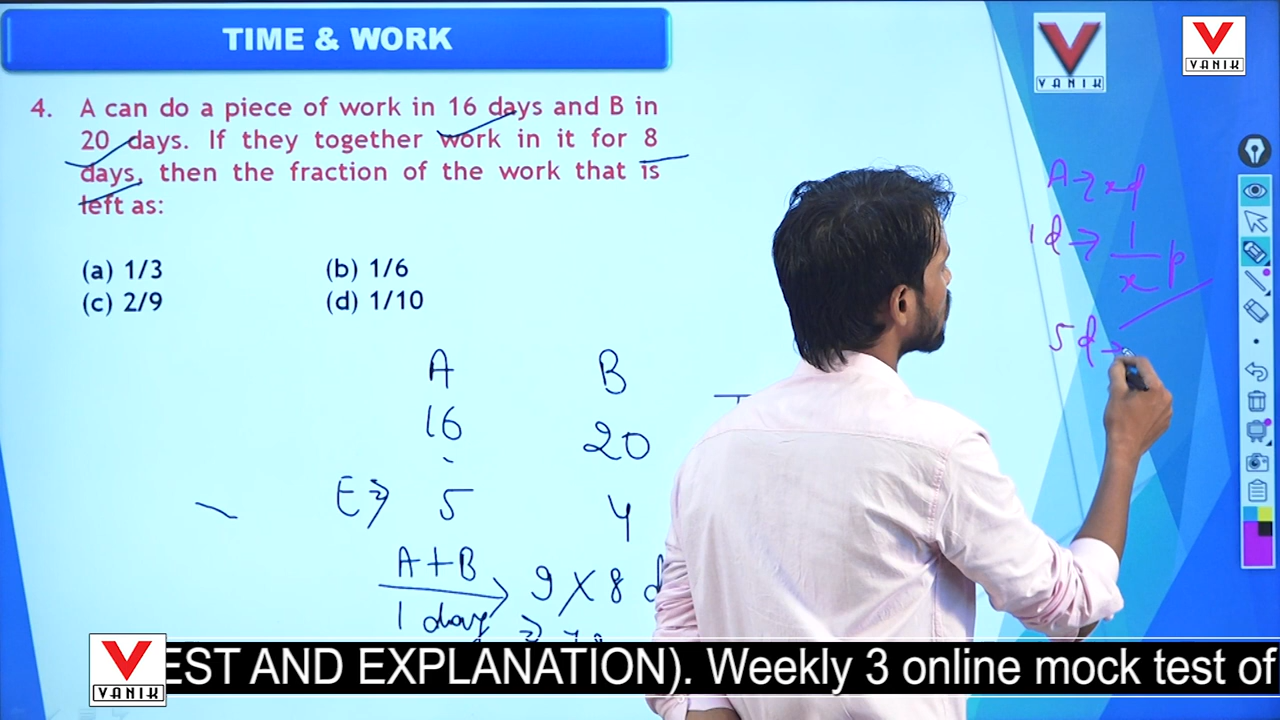 TIME & WORK
4. A can do a piece of work in 16 days and B in
20 days. If they together work in it for 8
days, then the fraction of the work that is
left as:
(a) 1/3 (b) 1/6
(c) 2/9 (d) 1/10
A B
16 20
E ⇒ 5 4
A+B
1 day → 9 × 8 d
A → x d
1 d → 1/x p
5 d →
VANIK
VANIK
VANIK
EST AND EXPLANATION). Weekly 3 online mock test of